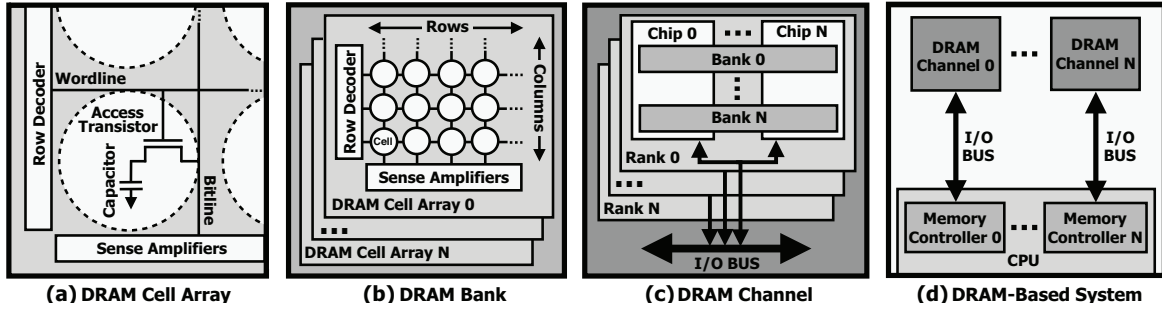 Row Decoder
Wordline
Access
Transistor
Capacitor
Bitline
Sense Amplifiers
(a) DRAM Cell Array
Rows
Columns
Row Decoder
Cell
Sense Amplifiers
DRAM Cell Array 0
...
DRAM Cell Array N
(b) DRAM Bank
Chip 0 ... Chip N
Bank 0
Bank N
Rank 0
...
Rank N
I/O BUS
(c) DRAM Channel
DRAM
Channel 0
...
DRAM
Channel N
I/O
BUS
I/O
BUS
Memory
Controller 0
...
Memory
Controller N
CPU
(d) DRAM-Based System